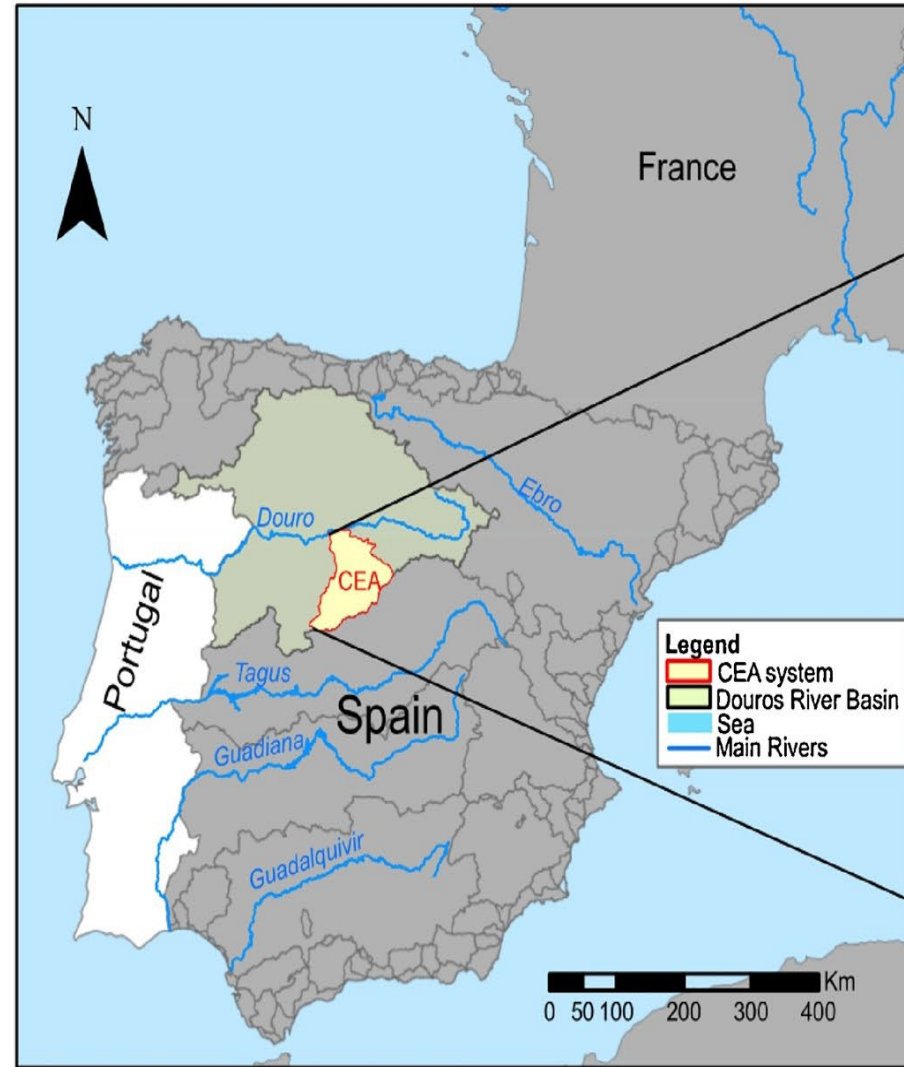 N
France
Ebro
Douro
CEA
Portugal
Tagus
Spain
Guadiana
Guadalquivir
Legend
CEA system
Douros River Basin
Sea
Main Rivers
Km
0 50 100 200 300 400